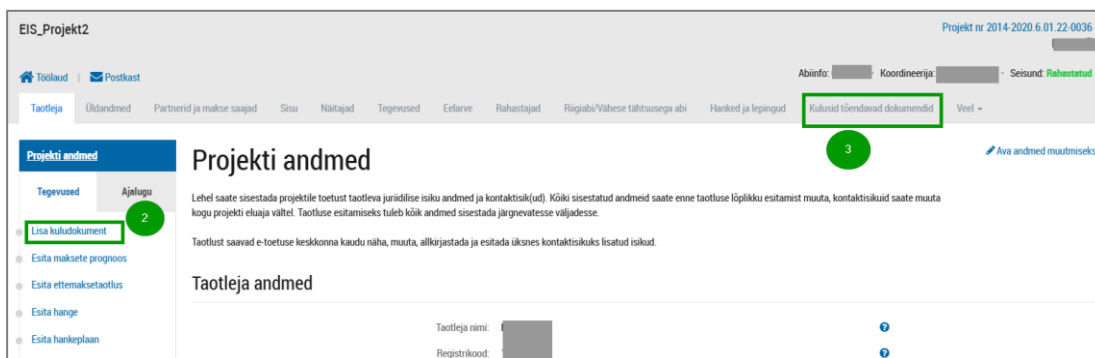 EIS_Projekt2
Projekt nr 2014-2020.6.01.22-0036
Töölaud | Postkast
Abiinfo: - Koordineerija: - Seisund: Rahastatud
Taotleja Üldandmed Partnerid ja makse saajad Sisu Näitajad Tegevused Eelarve Rahastajad Riigiabi/Vähese tähtsusega abi Hanked ja lepingud Kulusid tõendavad dokumendid Veel
3
Projekti andmed
Tegevused Ajalugu
2
Lisa kuludokument
Esita maksete prognoos
Esita ettemaksetaotlus
Esita hange
Esita hankeplaan
Projekti andmed
Ava andmed muutmiseks
Lehel saate sisestada projektile toetust taotleva juriidilise isiku andmed ja kontaktisik(ud). Kõiki sisestatud andmeid saate enne taotluse lõplikku esitamist muuta, kontaktisikuid saate muuta
kogu projekti eluaja vältel. Taotluse esitamiseks tuleb kõik andmed sisestada järgnevatesse väljadesse.
Taotlust saavad e-toetuse keskkonna kaudu näha, muuta, allkirjastada ja esitada üksnes kontaktisikuks lisatud isikud.
Taotleja andmed
Taotleja nimi:
Registrikood: